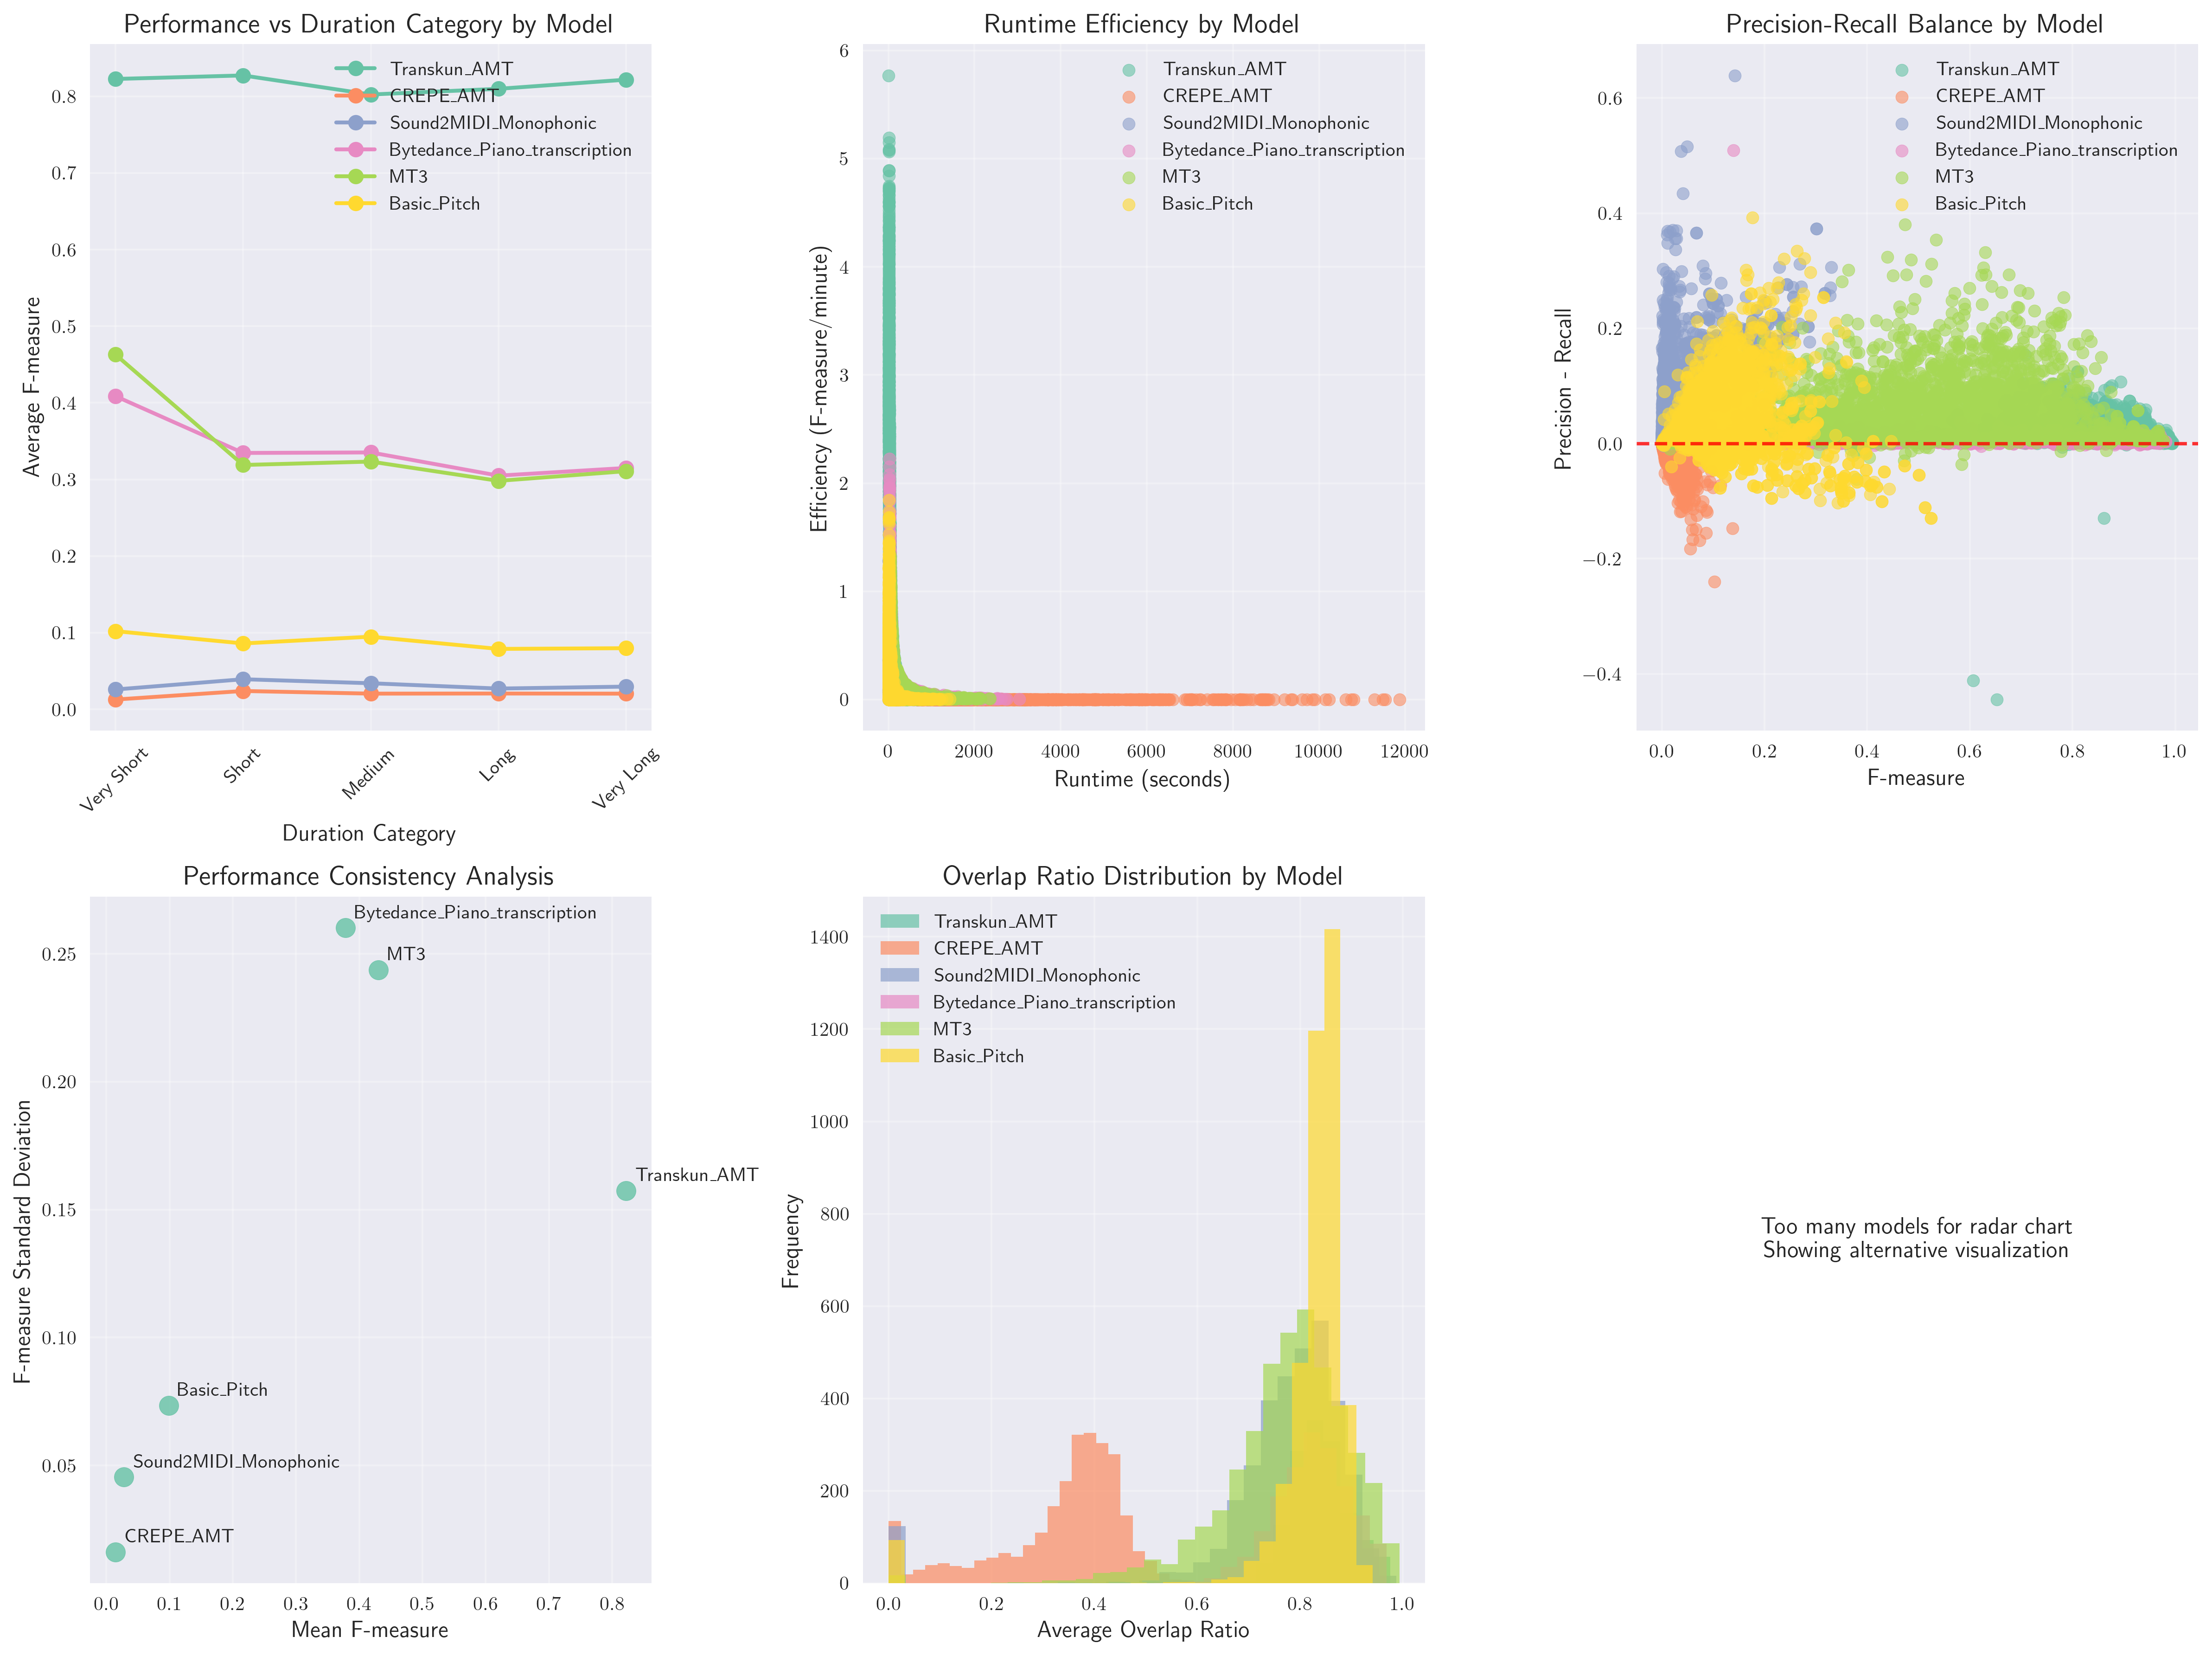 Performance vs Duration Category by Model
Average F-measure
0.8
0.7
0.6
0.5
0.4
0.3
0.2
0.1
0.0
Transkun_AMT
CREPE_AMT
Sound2MIDI_Monophonic
Bytedance_Piano_transcription
MT3
Basic_Pitch
Very Short
Short
Medium
Long
Very Long
Duration Category
Runtime Efficiency by Model
Efficiency (F-measure/minute)
6
5
4
3
2
1
0
Transkun_AMT
CREPE_AMT
Sound2MIDI_Monophonic
Bytedance_Piano_transcription
MT3
Basic_Pitch
0 2000 4000 6000 8000 10000 12000
Runtime (seconds)
Precision-Recall Balance by Model
Precision - Recall
0.6
0.4
0.2
0.0
−0.2
−0.4
Transkun_AMT
CREPE_AMT
Sound2MIDI_Monophonic
Bytedance_Piano_transcription
MT3
Basic_Pitch
0.0 0.2 0.4 0.6 0.8 1.0
F-measure
Performance Consistency Analysis
F-measure Standard Deviation
0.25
0.20
0.15
0.10
0.05
Bytedance_Piano_transcription
MT3
Transkun_AMT
Basic_Pitch
Sound2MIDI_Monophonic
CREPE_AMT
0.0 0.1 0.2 0.3 0.4 0.5 0.6 0.7 0.8
Mean F-measure
Overlap Ratio Distribution by Model
Frequency
1400
1200
1000
800
600
400
200
0
Transkun_AMT
CREPE_AMT
Sound2MIDI_Monophonic
Bytedance_Piano_transcription
MT3
Basic_Pitch
0.0 0.2 0.4 0.6 0.8 1.0
Average Overlap Ratio
Too many models for radar chart
Showing alternative visualization